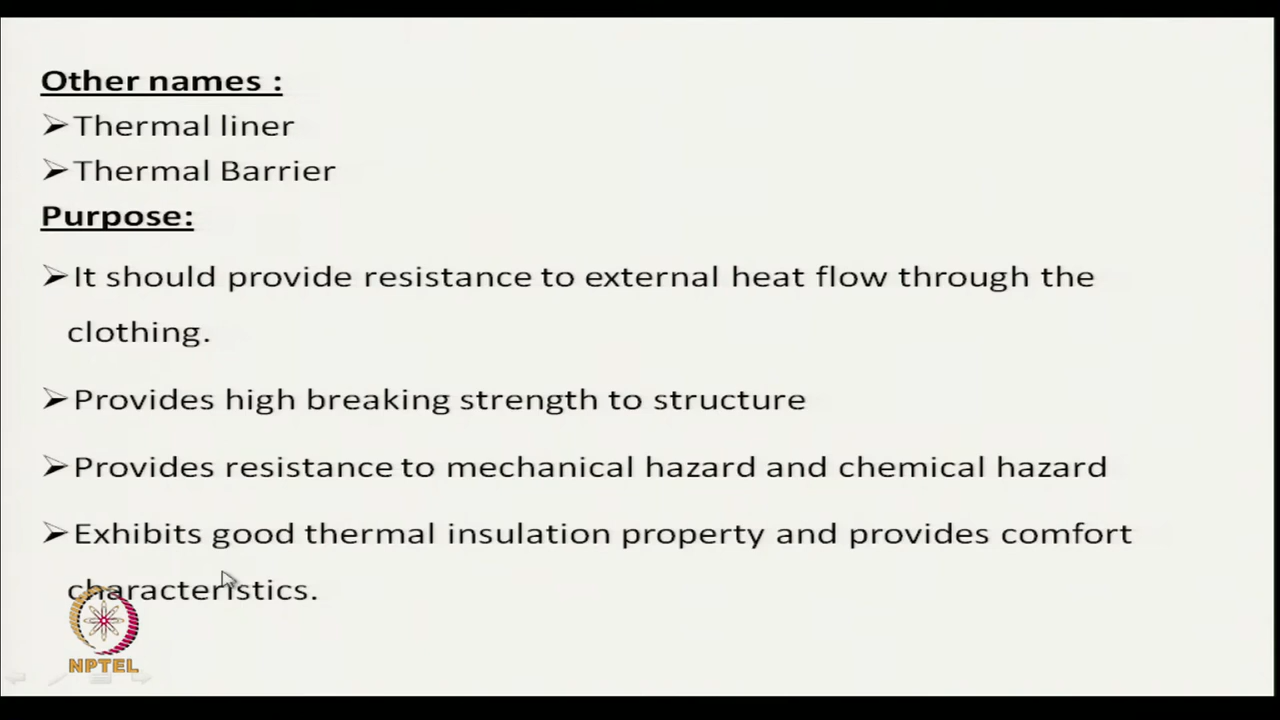 Other names :
➢Thermal liner
➢Thermal Barrier
Purpose:
➢It should provide resistance to external heat flow through the
clothing.
➢Provides high breaking strength to structure
➢Provides resistance to mechanical hazard and chemical hazard
➢Exhibits good thermal insulation property and provides comfort
characteristics.
NPTEL